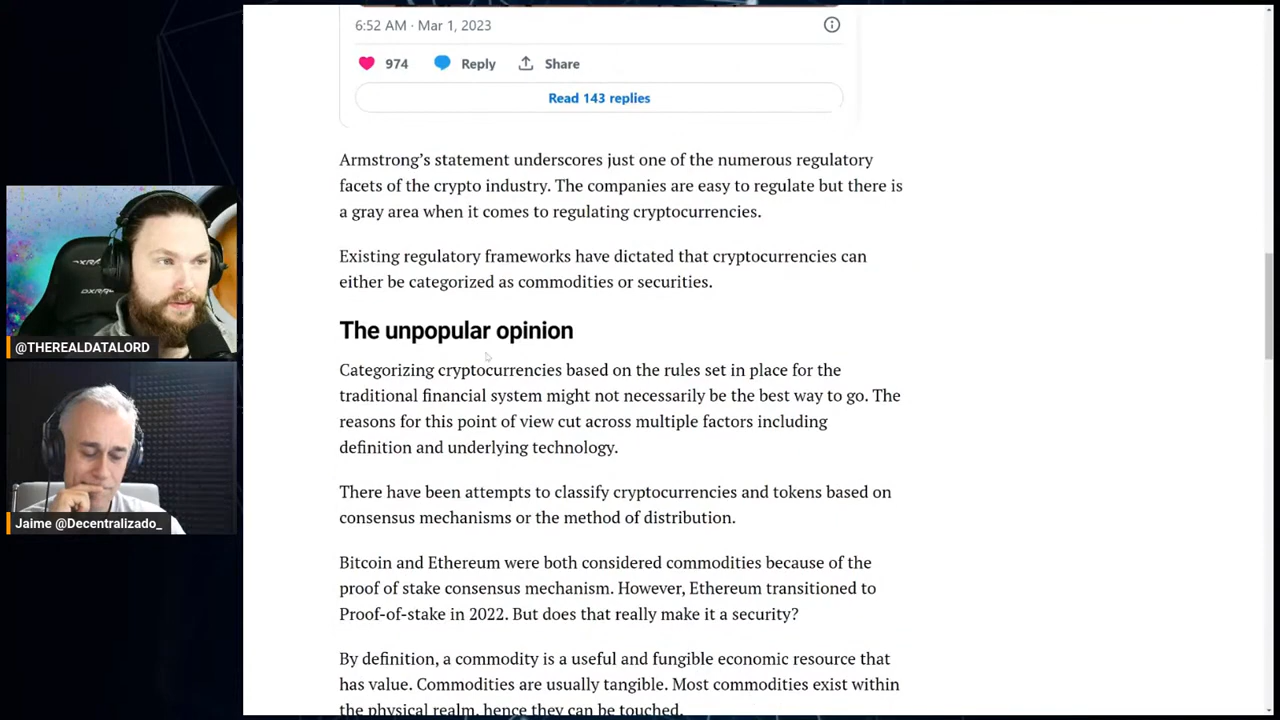 6:52 AM · Mar 1, 2023
974 Reply Share
Read 143 replies
Armstrong’s statement underscores just one of the numerous regulatory
facets of the crypto industry. The companies are easy to regulate but there is
a gray area when it comes to regulating cryptocurrencies.
Existing regulatory frameworks have dictated that cryptocurrencies can
either be categorized as commodities or securities.
The unpopular opinion
Categorizing cryptocurrencies based on the rules set in place for the
traditional financial system might not necessarily be the best way to go. The
reasons for this point of view cut across multiple factors including
definition and underlying technology.
There have been attempts to classify cryptocurrencies and tokens based on
consensus mechanisms or the method of distribution.
Bitcoin and Ethereum were both considered commodities because of the
proof of stake consensus mechanism. However, Ethereum transitioned to
Proof-of-stake in 2022. But does that really make it a security?
By definition, a commodity is a useful and fungible economic resource that
has value. Commodities are usually tangible. Most commodities exist within
the physical realm, hence they can be touched.
@THEREALDATALORD
Jaime @Decentralizado_